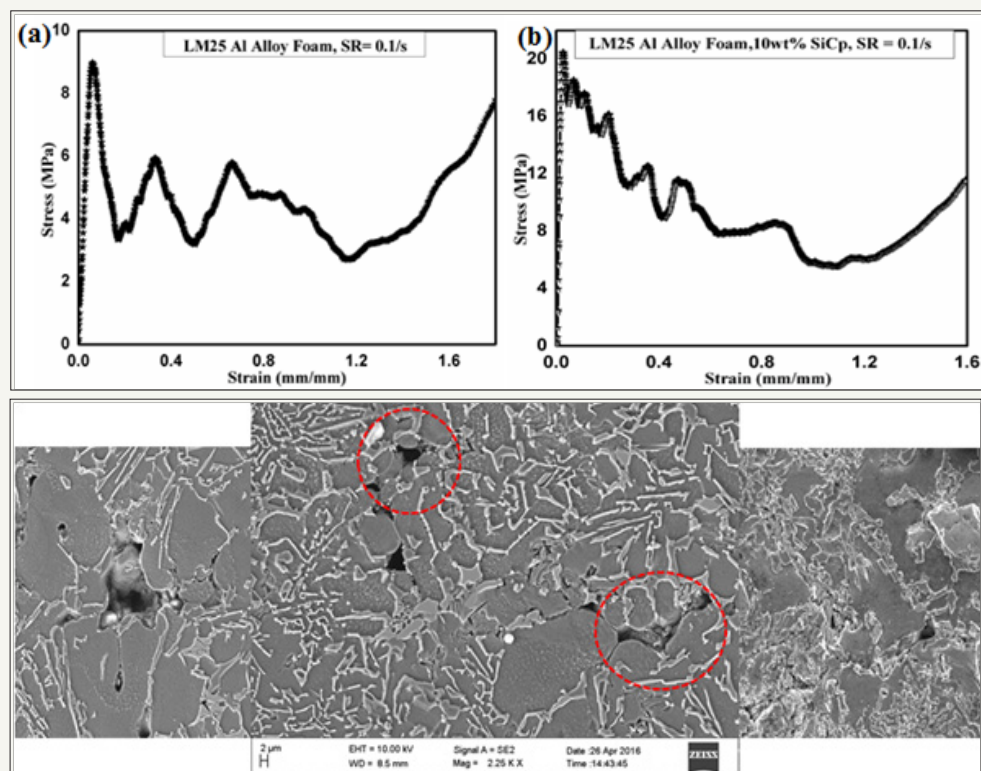 (a)
LM25 Al Alloy Foam, SR= 0.1/s
10
8
6
4
2
0
Stress (MPa)
0.0 0.4 0.8 1.2 1.6
Strain (mm/mm)
(b)
LM25 Al Alloy Foam,10wt% SiCp, SR = 0.1/s
20
16
12
8
4
0
Stress (MPa)
0.0 0.4 0.8 1.2 1.6
Strain (mm/mm)
2 µm
EHT = 10.00 kV
Signal A = SE2
Date :26 Apr 2016
WD = 8.5 mm
Mag = 2.25 K X
Time :14:43:45
ZEISS